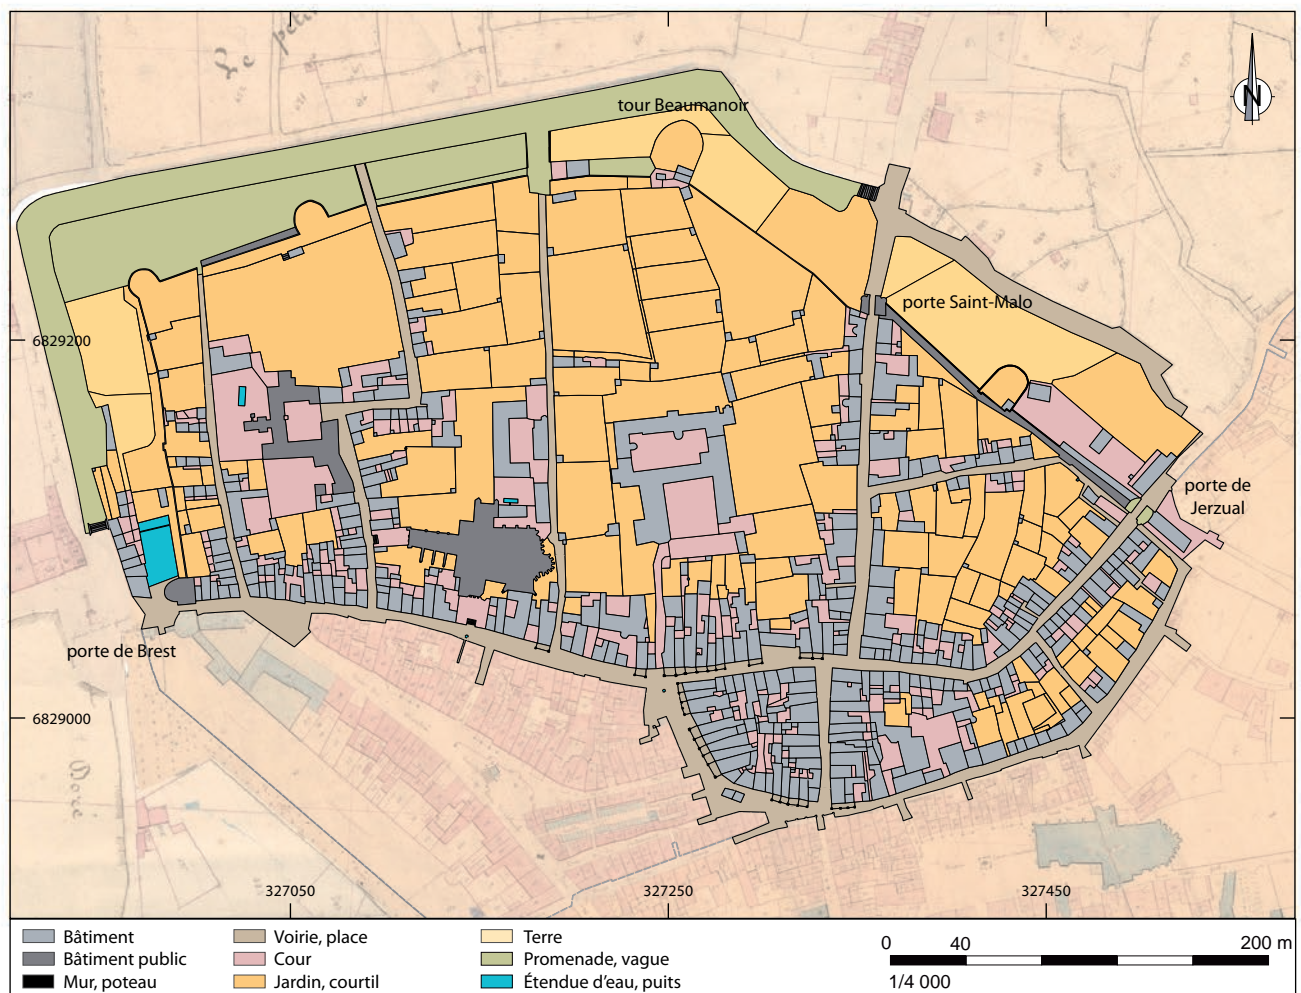 Le petit
tour Beaumanoir
N
porte Saint-Malo
6829200
porte de
Jerzual
porte de Brest
6829000
327050
327250
327450
Bâtiment
Bâtiment public
Mur, poteau
Voirie, place
Cour
Jardin, courtil
Terre
Promenade, vague
Étendue d'eau, puits
0 40 200 m
1/4 000